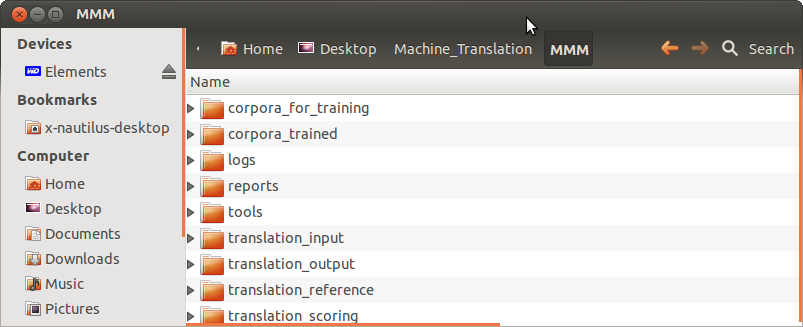 MMM
Devices
Elements
Bookmarks
x-nautilus-desktop
Computer
Home
Desktop
Documents
Downloads
Music
Pictures
Home Desktop Machine_Translation MMM Search
Name
corpora_for_training
corpora_trained
logs
reports
tools
translation_input
translation_output
translation_reference
translation_scoring